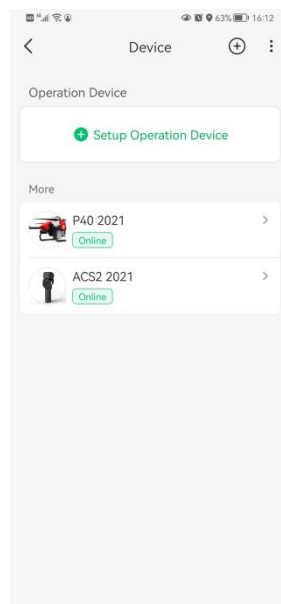 63% 16:12
Device
Operation Device
Setup Operation Device
More
P40 2021
Online
ACS2 2021
Online